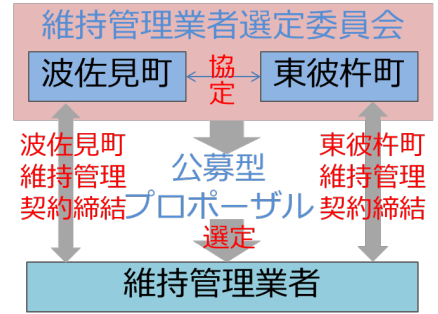 維持管理業者選定委員会
波佐見町
協定
東彼杵町
波佐見町
維持管理
契約締結
公募型
プロポーザル
選定
東彼杵町
維持管理
契約締結
維持管理業者